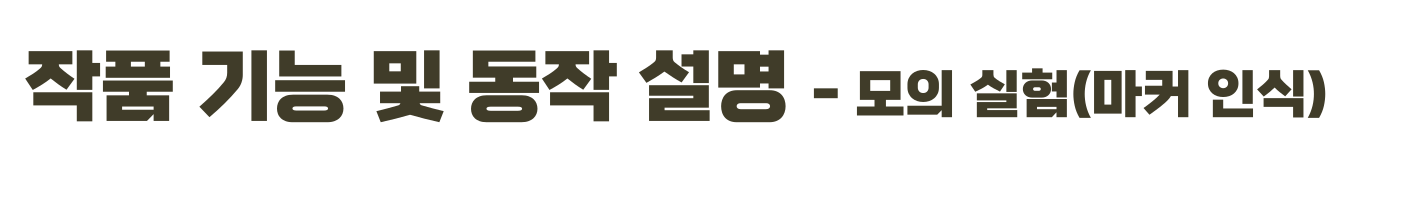 작품 기능 및 동작 설명 - 모의 실험(마커 인식)